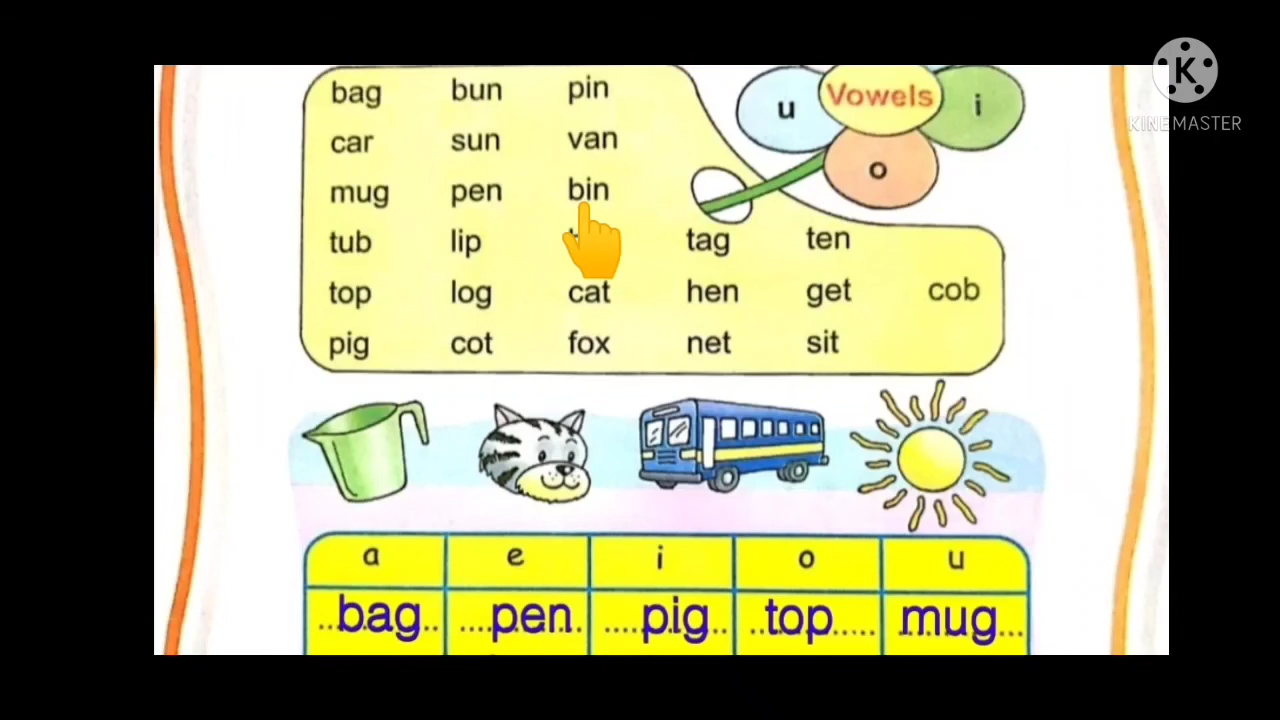 Vowels
u
i
o
K
KINEMASTER
bag bun pin
car sun van
mug pen bin
tub lip tag ten
top log cat hen get cob
pig cot fox net sit
a e i o u
bag pen pig top mug